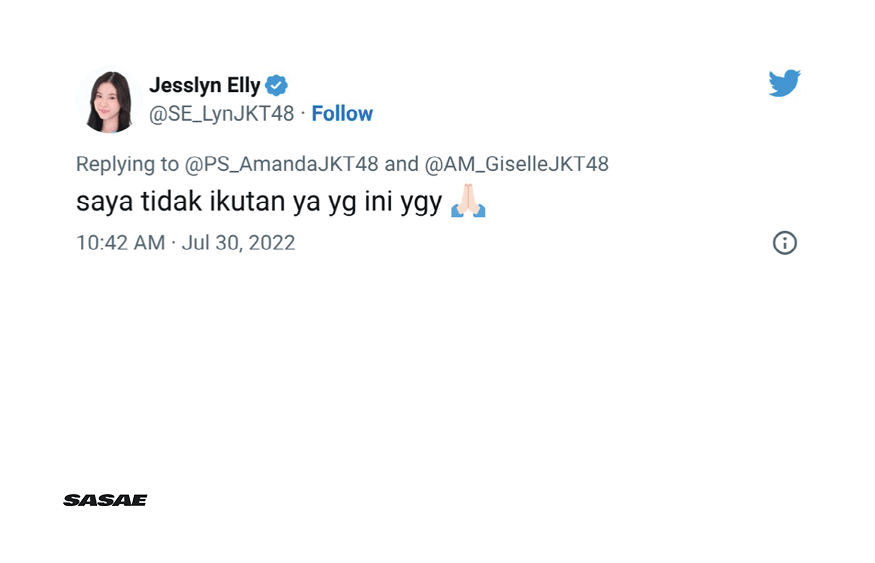 Jesslyn Elly
@SE_LynJKT48 · Follow
Replying to @PS_AmandaJKT48 and @AM_GiselleJKT48
saya tidak ikutan ya yg ini ygy 🙏🏻
10:42 AM · Jul 30, 2022
SASAE